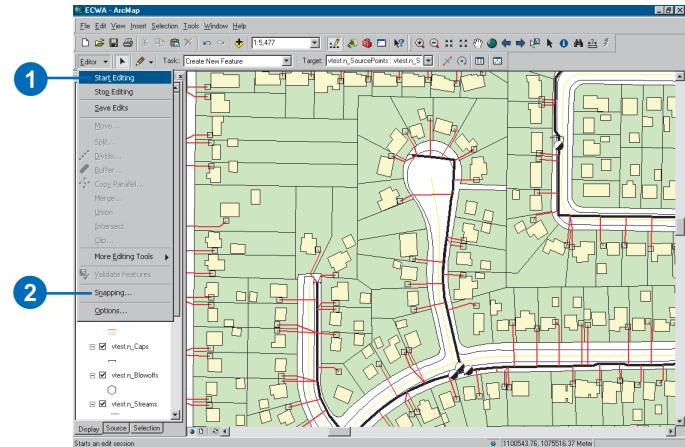 ECWA - ArcMap
File Edit View Insert Selection Tools Window Help
1:5,477
Editor Task: Create New Feature Target: vtest.n_SourcePoints : vtest.n_S
1
Start Editing
Stop Editing
Save Edits
Move...
Split...
Divide...
Buffer...
Copy Parallel...
Merge...
Union
Intersect
Clip...
More Editing Tools
Validate Features
2
Snapping...
Options...
vtest.n_Caps
vtest.n_Blowoffs
vtest.n_Streams
Display Source Selection
Starts an edit session
1100543.76, 1075516.37 Meter